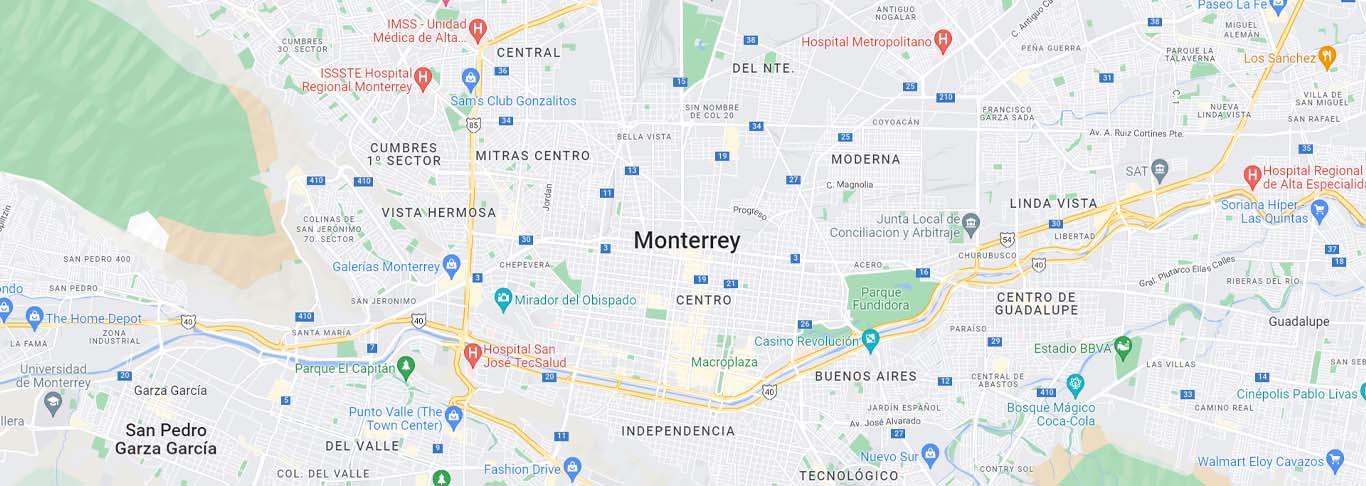 IMSS - Unidad
Médica de Alta...
ANTIGUO
NOGALAR
C. Antiguo Ca
Paseo La Fe
CUMBRES
3O. SECTOR
CENTRAL
Hospital Metropolitano
PEÑA GUERRA
MIGUEL
ALEMÁN
PARQUE LA
TALAVERNA
Los Sanchez
ISSSTE Hospital
Regional Monterrey
DEL NTE.
Sam's Club Gonzalitos
SIN NOMBRE
DE COL 20
FRANCISCO
GARZA SADA
C. 1
VILLA DE
SAN MIGUEL
NUEVA
LINDA VISTA
SAN RAFAEL
BELLA VISTA
COYOACÁN
Av. A. Ruiz Cortines Pte.
CUMBRES
1º SECTOR
MITRAS CENTRO
MODERNA
SAT
Hospital Regional
de Alta Especialida
C. Magnolia
Jordan
LINDA VISTA
Soriana Híper -
Las Quintas
VISTA HERMOSA
Progreso
COLINAS DE
SAN JERÓNIMO
7O. SECTOR
Junta Local de
Conciliacion y Arbitraje
LIBERTAD
Monterrey
CHURUBUSCO
SAN PEDRO 400
Galerías Monterrey
CHEPEVERA
ACERO
Gral. Plutarco Elías Calles
RIBERAS DEL RIO
SAN PEDRO
ondo
SAN JERONIMO
Mirador del Obispado
CENTRO
Parque
Fundidora
CENTRO DE
GUADALUPE
The Home Depot
SANTA MARÍA
Guadalupe
ZONA
INDUSTRIAL
LA FAMA
PARAÍSO
Casino Revolución
Estadio BBVA
Hospital San
José TecSalud
Macroplaza
LAS VILLAS
SAN SEB
Universidad
de Monterrey
Parque El Capitán
BUENOS AIRES
CENTRAL DE
ABASTOS
Garza García
Cinépolis Pablo Livas
Bosque Mágico
Coca-Cola
CAMINO REAL
JARDÍN ESPAÑOL
Av. José Alvarado
llera
Punto Valle (The
Town Center)
San Pedro
Garza García
INDEPENDENCIA
DEL VALLE
Nuevo Sur
COL. DEL VALLE
Fashion Drive
TECNOLÓGICO
CONTRY SOL
Walmart Eloy Cavazos
36
38
15
38
31
25
210
34
34
25
35
85
19
13
27
410
410
11
30
3
3
54
30
37
18
40
3
19
21
16
40
410
40
26
29
7
20
20
40
12
410
33
5
11
27
9